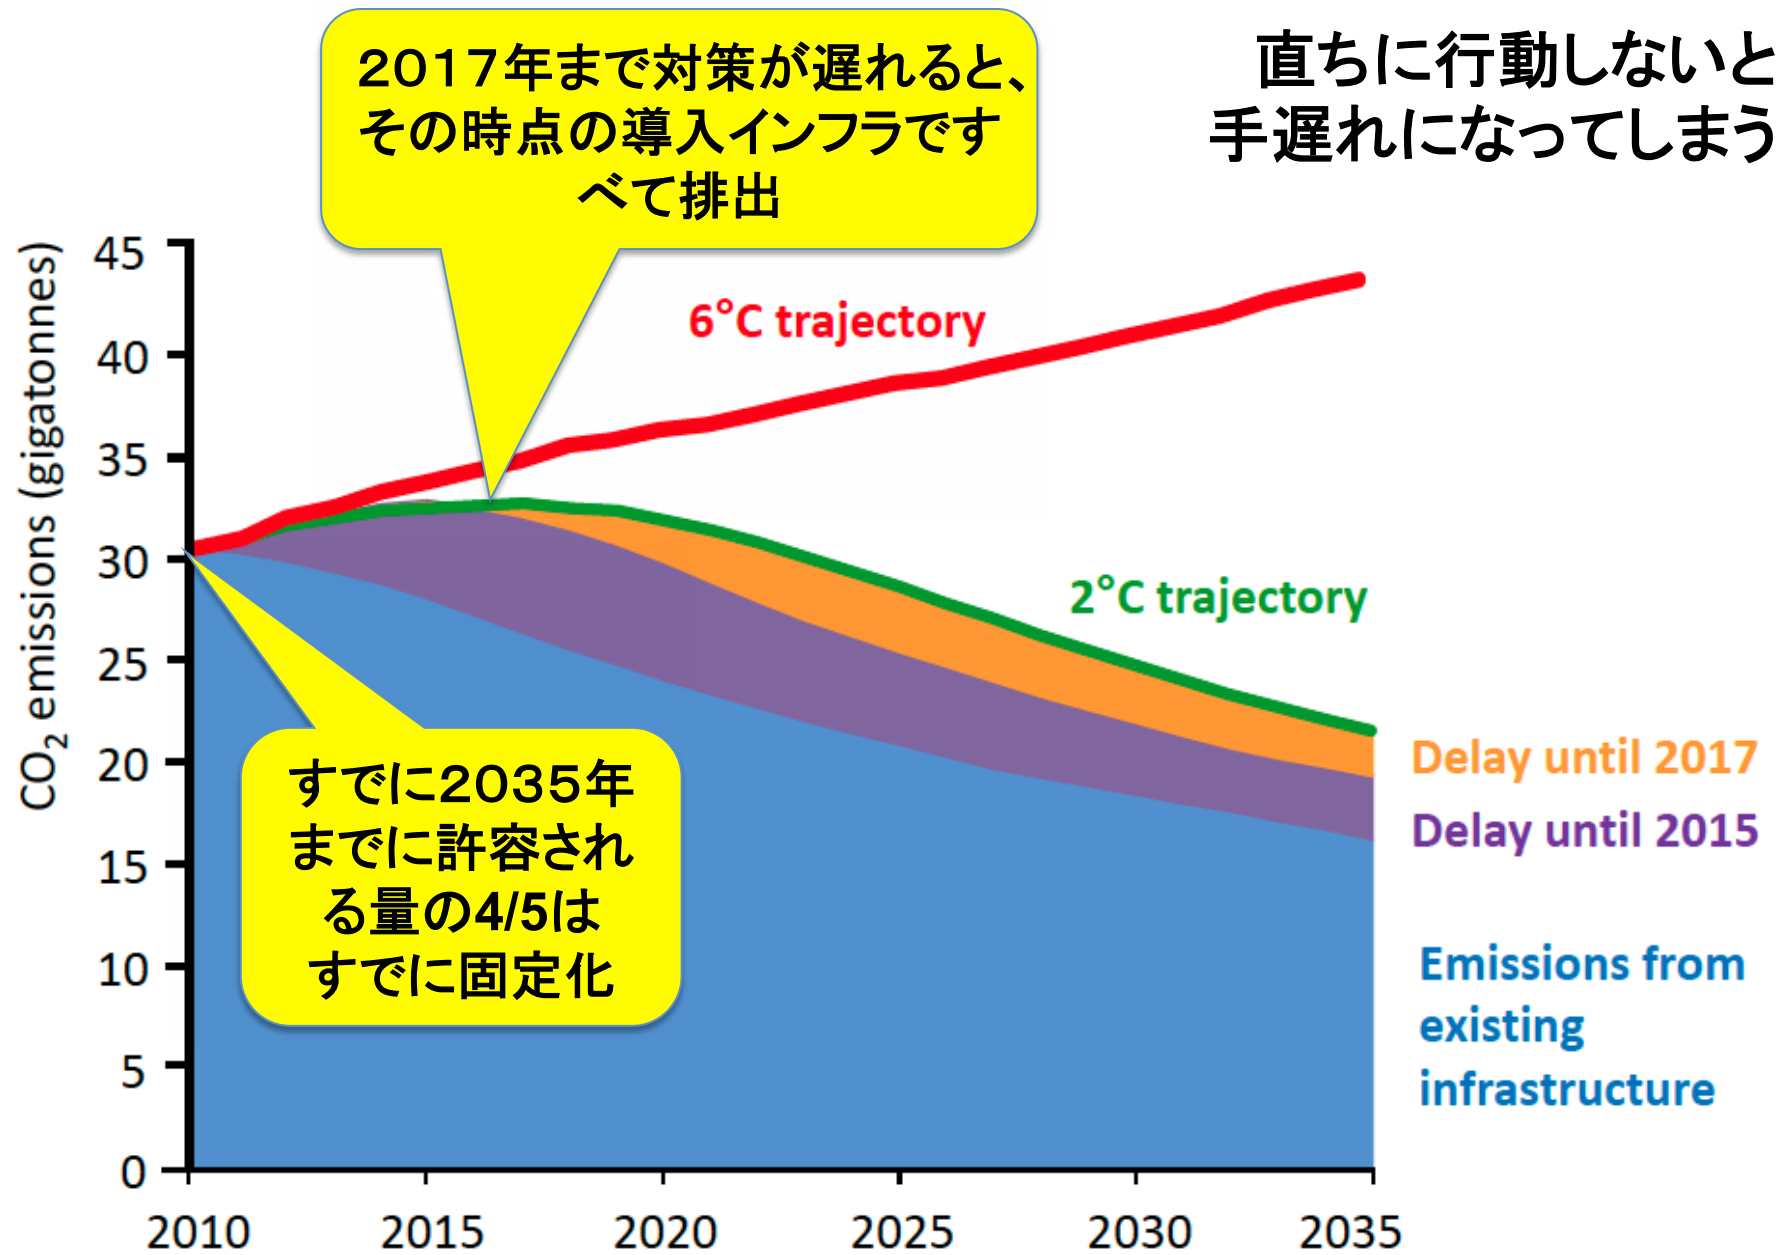 ２０１７年まで対策が遅れると、
その時点の導入インフラです
べて排出
直ちに行動しないと
手遅れになってしまう
CO₂ emissions (gigatonnes)
45
40
35
30
25
20
15
10
5
0
6°C trajectory
2°C trajectory
すでに２０３５年
までに許容され
る量の4/5は
すでに固定化
Delay until 2017
Delay until 2015
Emissions from
existing
infrastructure
2010 2015 2020 2025 2030 2035